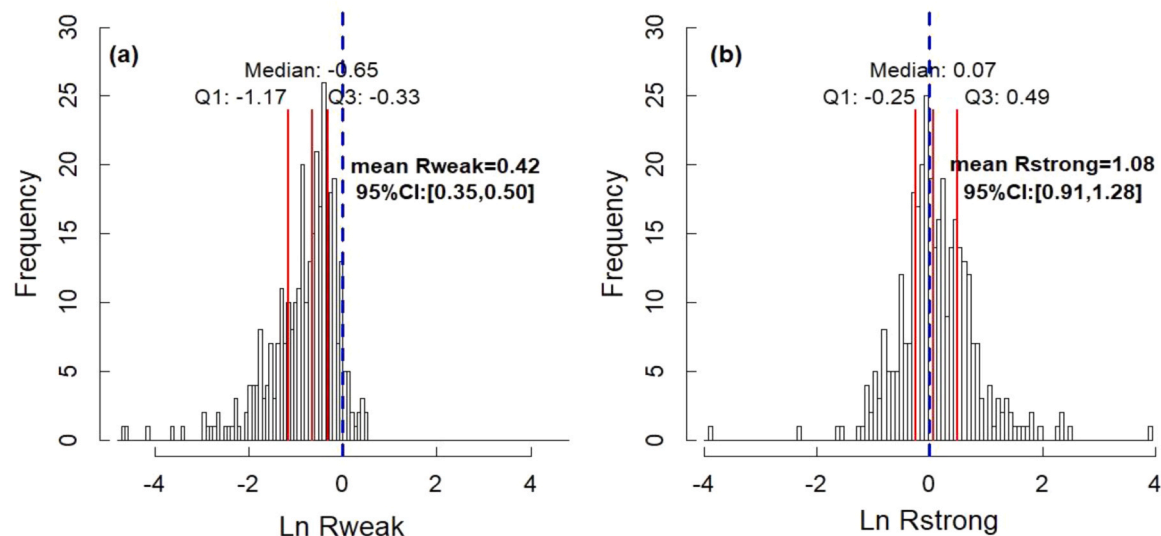 (a)
Median: -0.65
Q1: -1.17 Q3: -0.33
mean Rweak=0.42
95%CI:[0.35,0.50]
Frequency
30
25
20
15
10
5
0
-4 -2 0 2 4
Ln Rweak
(b)
Median: 0.07
Q1: -0.25 Q3: 0.49
mean Rstrong=1.08
95%CI:[0.91,1.28]
Frequency
30
25
20
15
10
5
0
-4 -2 0 2 4
Ln Rstrong